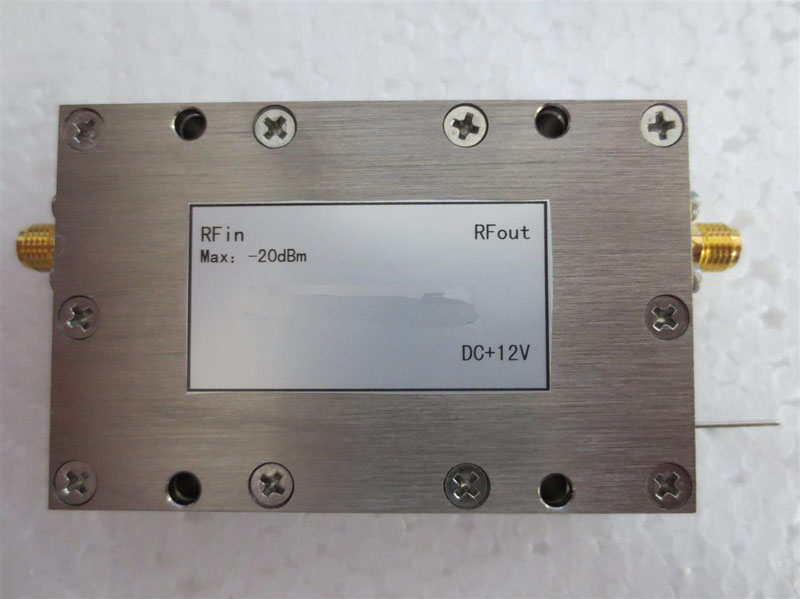 RFin RFout
Max: -20dBm
DC+12V